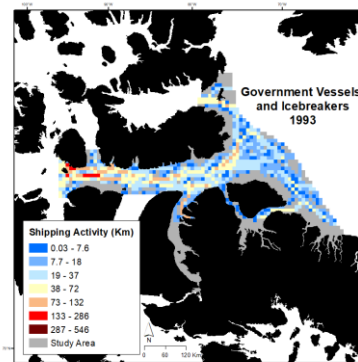 Government Vessels
and Icebreakers
1993
Shipping Activity (Km)
0.03 - 7.6
7.7 - 18
19 - 37
38 - 72
73 - 132
133 - 286
287 - 546
Study Area
N
0 60 120 Km